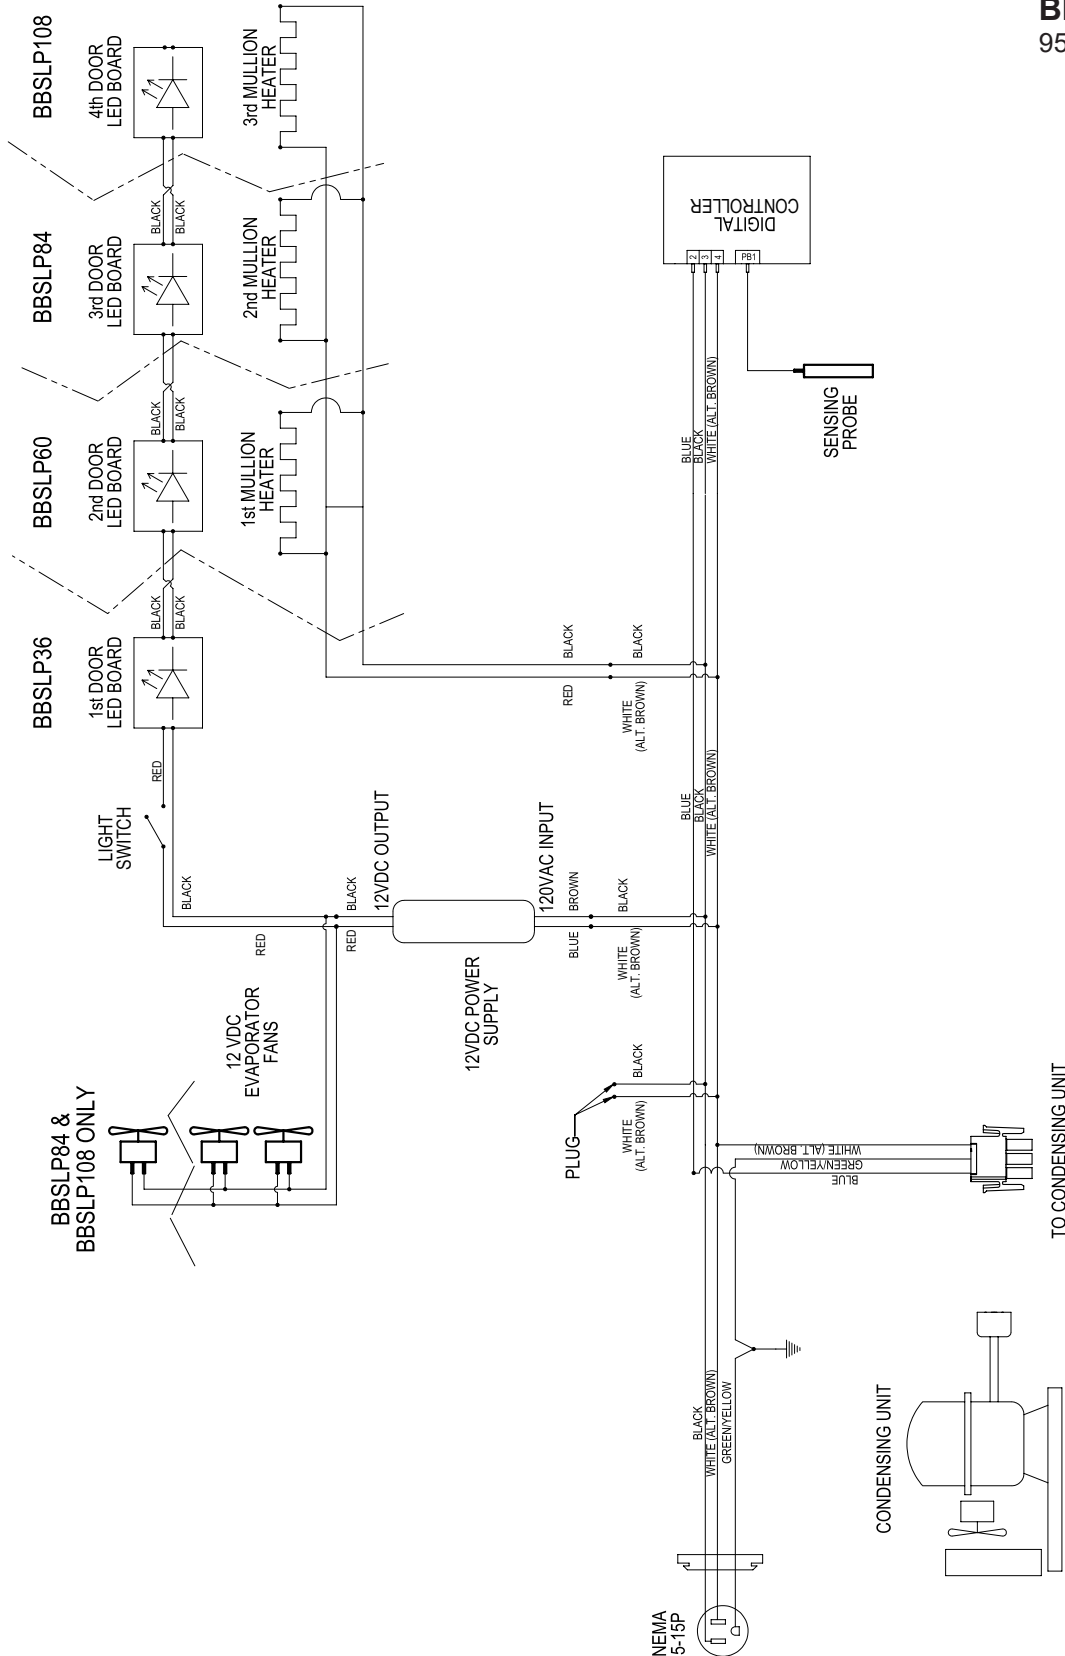 BBSLP108
4th DOOR
LED BOARD
3rd MULLION
HEATER
BLACK
BLACK
BBSLP84
3rd DOOR
LED BOARD
2nd MULLION
HEATER
BLACK
BLACK
BBSLP60
2nd DOOR
LED BOARD
1st MULLION
HEATER
BLACK
BLACK
BBSLP36
1st DOOR
LED BOARD
RED
LIGHT
SWITCH
BLACK
RED
BLACK
RED
12VDC OUTPUT
12VDC POWER
SUPPLY
120VAC INPUT
BROWN
BLUE
BLACK
WHITE
(ALT. BROWN)
BLACK
RED
BLACK
WHITE
(ALT. BROWN)
BBSLP84 &
BBSLP108 ONLY
12 VDC
EVAPORATOR
FANS
PLUG
BLACK
WHITE
(ALT. BROWN)
DIGITAL
CONTROLLER
2
3
4
PB1
SENSING
PROBE
BLUE
BLACK
WHITE (ALT. BROWN)
BLUE
BLACK
WHITE (ALT. BROWN)
WHITE (ALT. BROWN)
GREEN/YELLOW
BLUE
TO CONDENSING UNIT
CONDENSING UNIT
BLACK
WHITE (ALT. BROWN)
GREEN/YELLOW
NEMA
5-15P
95